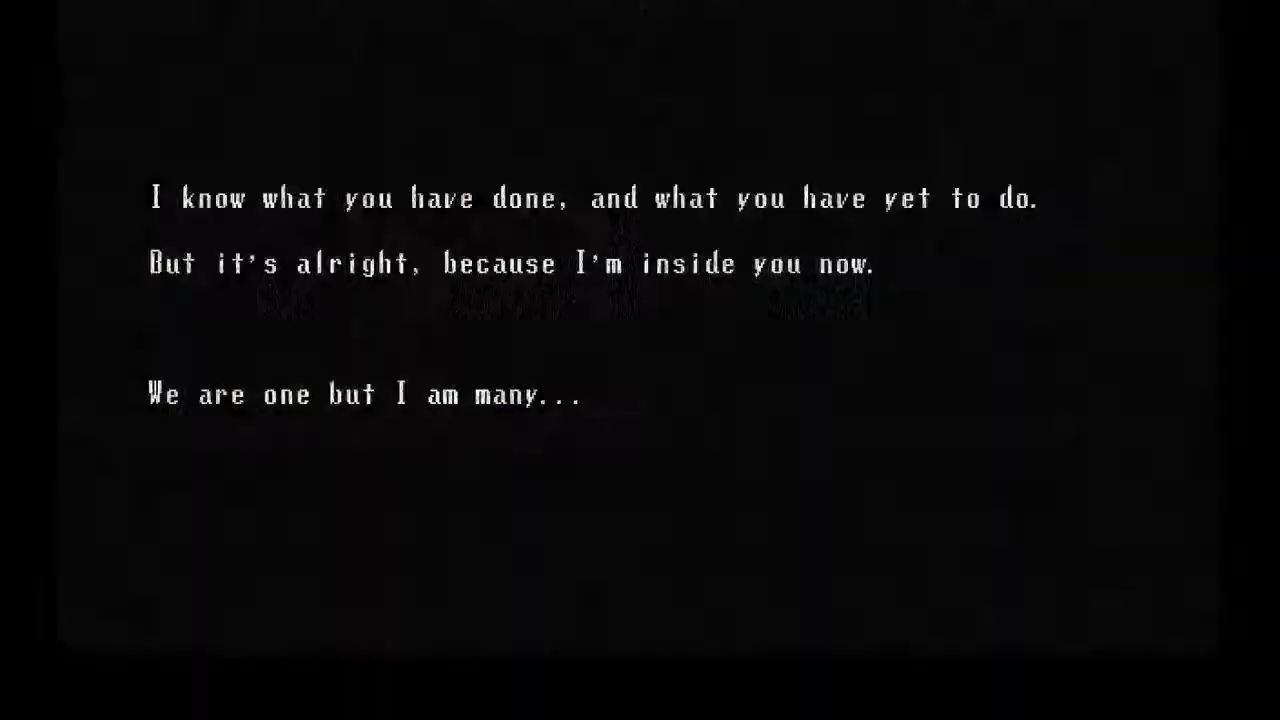 I know what you have done, and what you have yet to do.
But it's alright, because I'm inside you now.
We are one but I am many...